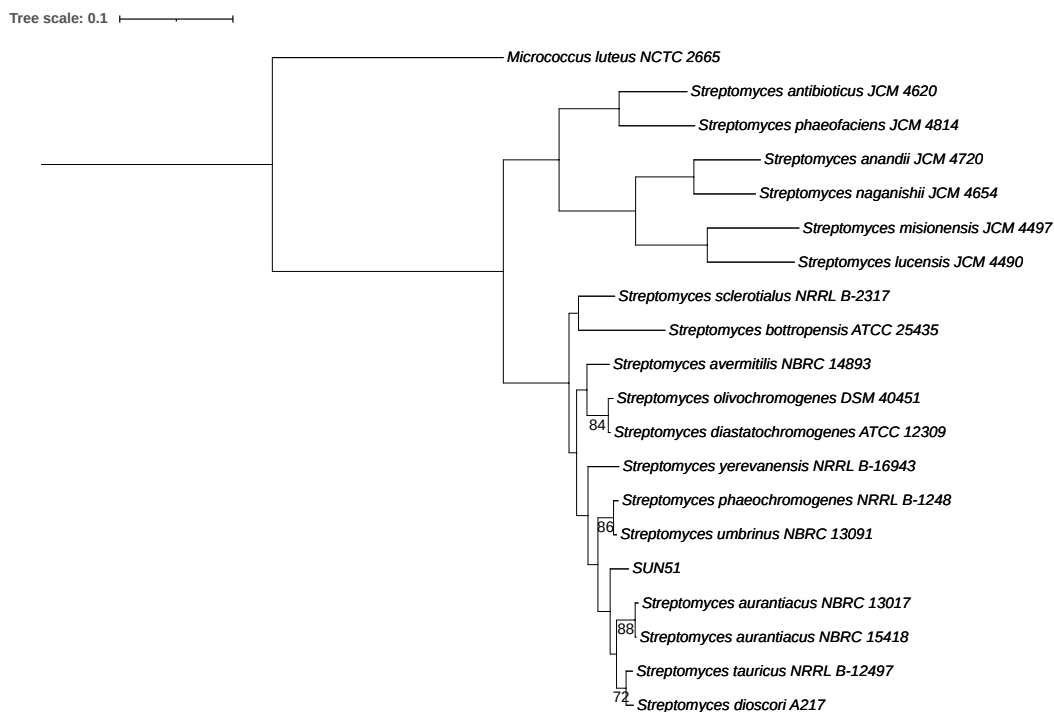 Tree scale: 0.1
Micrococcus luteus NCTC 2665
Streptomyces antibioticus JCM 4620
Streptomyces phaeofaciens JCM 4814
Streptomyces anandii JCM 4720
Streptomyces naganishii JCM 4654
Streptomyces misionensis JCM 4497
Streptomyces lucensis JCM 4490
Streptomyces sclerotialus NRRL B-2317
Streptomyces bottropensis ATCC 25435
Streptomyces avermitilis NBRC 14893
Streptomyces olivochromogenes DSM 40451
84
Streptomyces diastatochromogenes ATCC 12309
Streptomyces yerevanensis NRRL B-16943
Streptomyces phaeochromogenes NRRL B-1248
86
Streptomyces umbrinus NBRC 13091
SUN51
Streptomyces aurantiacus NBRC 13017
88
Streptomyces aurantiacus NBRC 15418
Streptomyces tauricus NRRL B-12497
72
Streptomyces dioscori A217